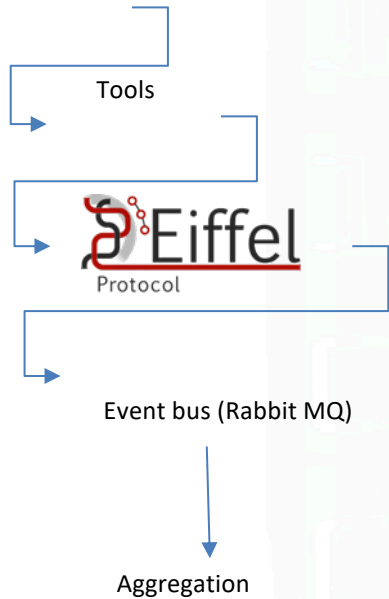 Tools
Eiffel
Protocol
Event bus (Rabbit MQ)
Aggregation